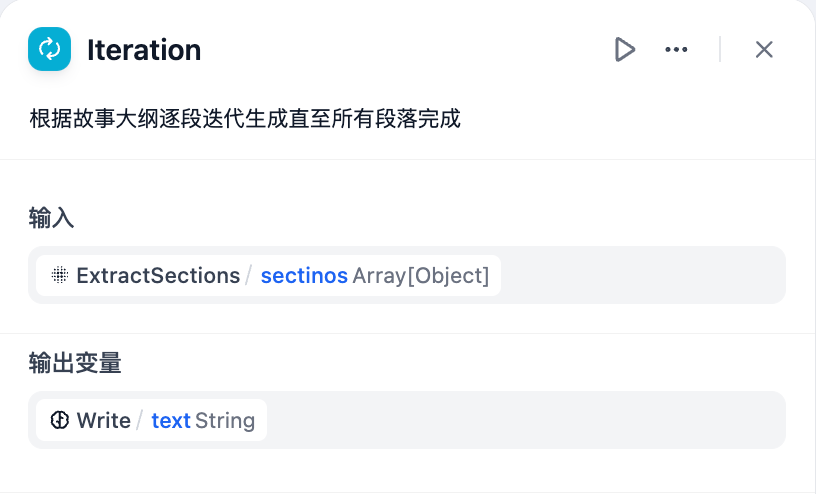 Iteration
根据故事大纲逐段迭代生成直至所有段落完成
输入
ExtractSections / sectinos Array[Object]
输出变量
Write / text String